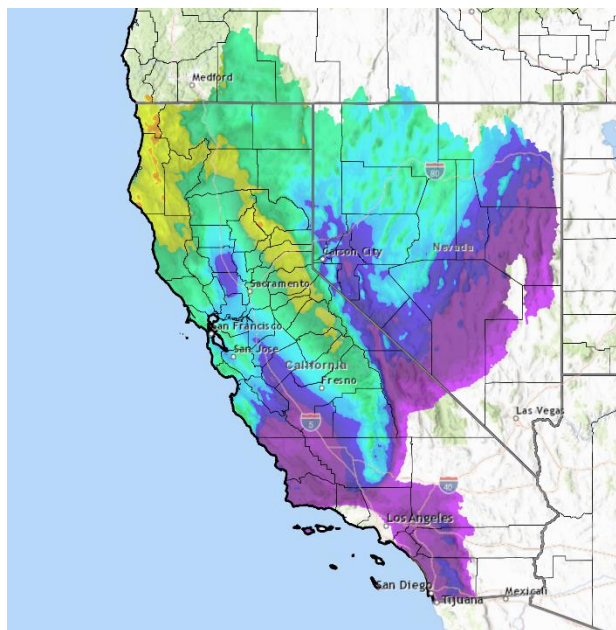 Medford
80
Nevada
Carson City
Sacramento
San Francisco
San Jose
California
Fresno
5
Las Vegas
40
Los Angeles
San Diego
Tijuana
Mexicali